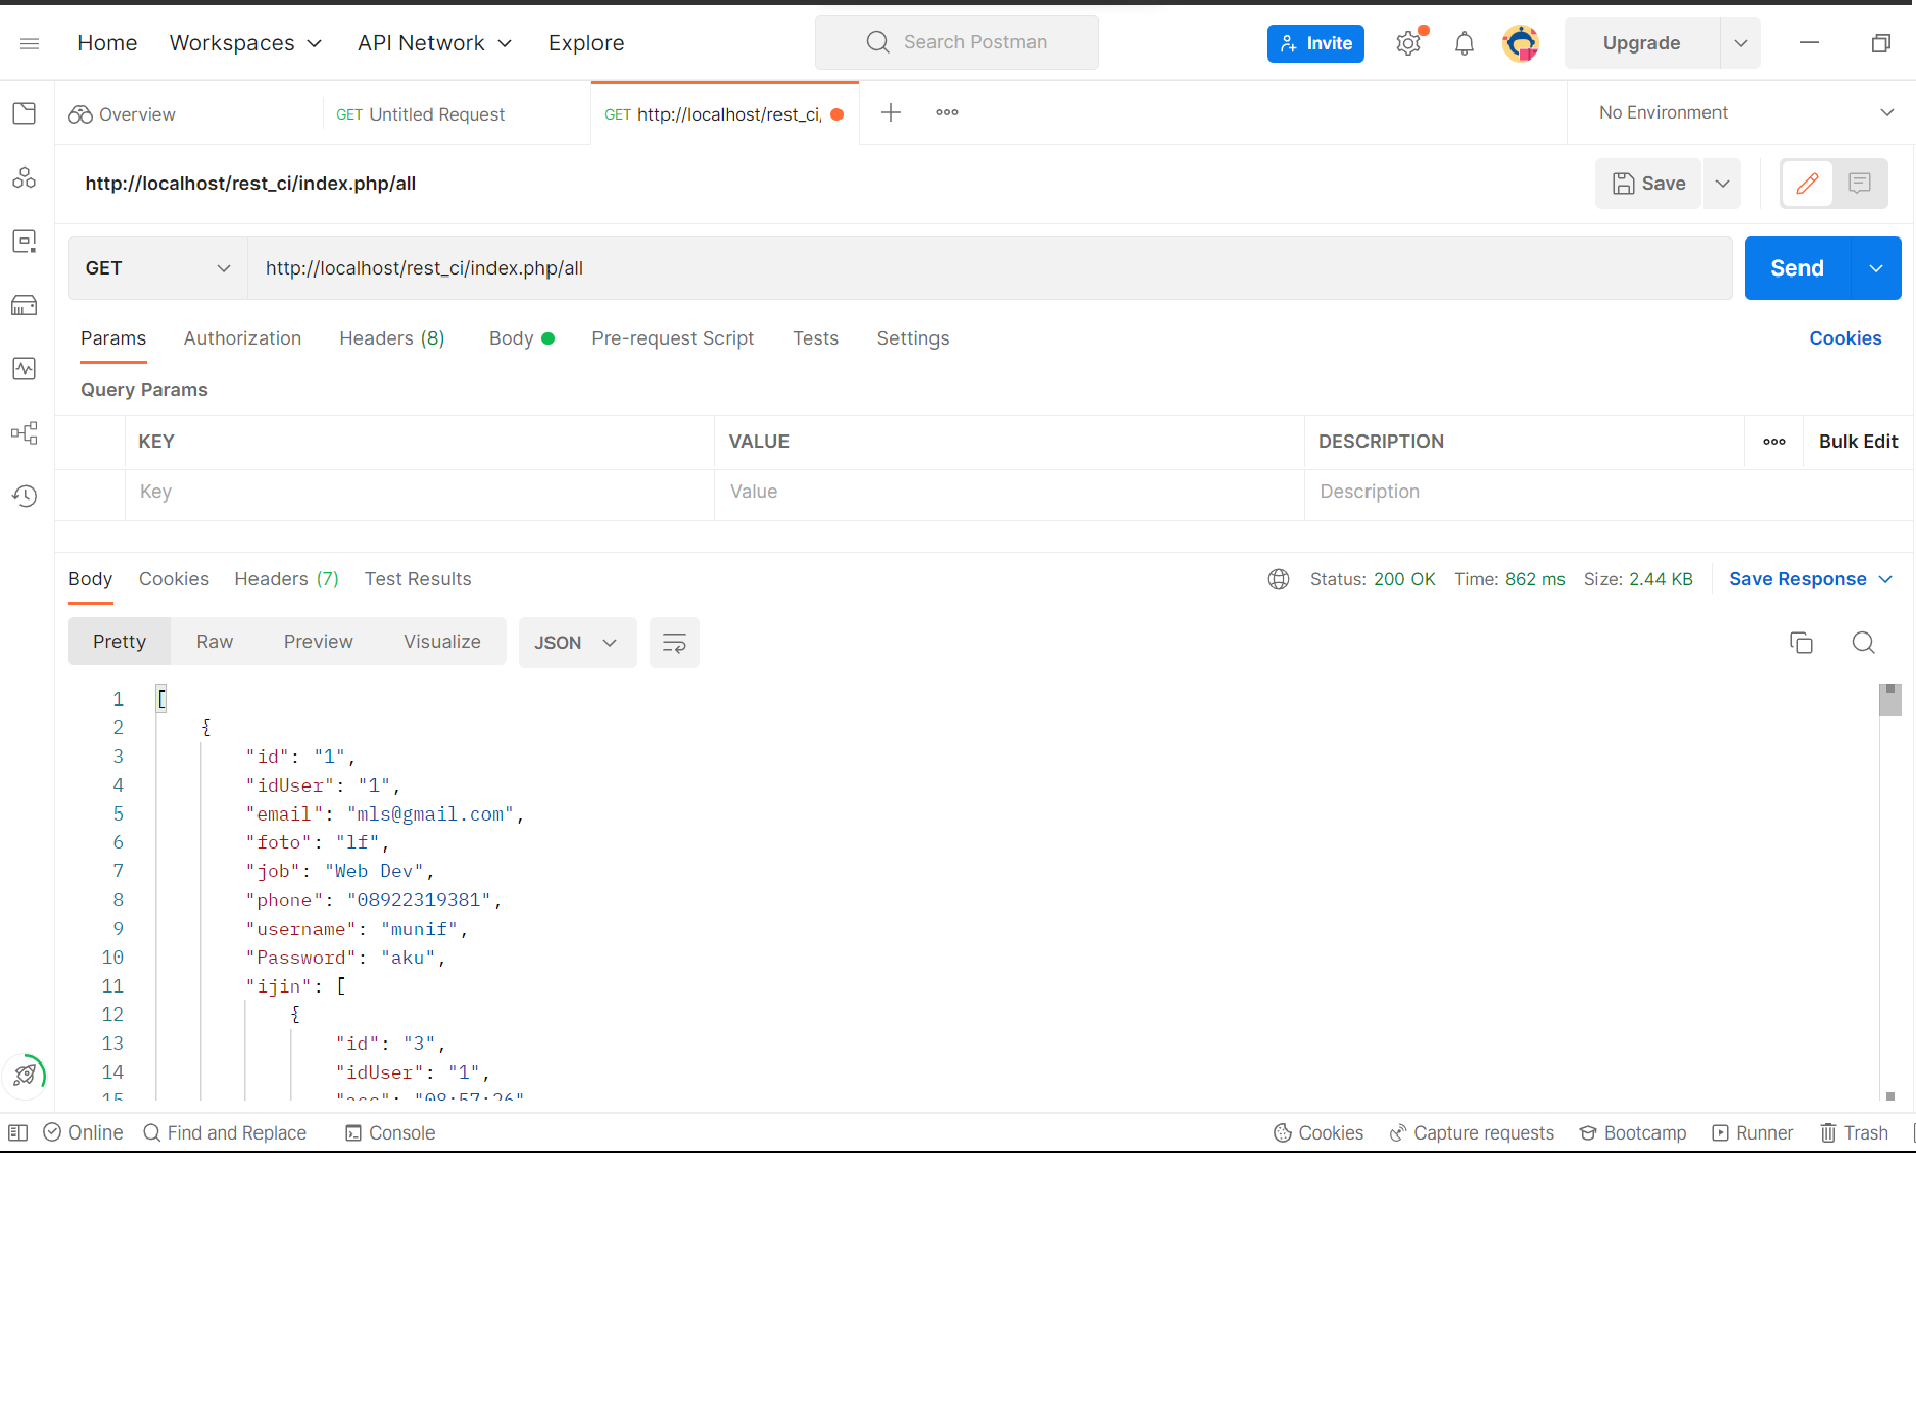 Home Workspaces API Network Explore Search Postman Invite Upgrade
Overview GET Untitled Request GET http://localhost/rest_ci/ No Environment
http://localhost/rest_ci/index.php/all Save
GET http://localhost/rest_ci/index.php/all Send
Params Authorization Headers (8) Body Pre-request Script Tests Settings Cookies
Query Params
KEY VALUE DESCRIPTION Bulk Edit
Key Value Description
Body Cookies Headers (7) Test Results Status: 200 OK Time: 862 ms Size: 2.44 KB Save Response
Pretty Raw Preview Visualize JSON
1 [
2 {
3 "id": "1",
4 "idUser": "1",
5 "email": "mls@gmail.com",
6 "foto": "lf",
7 "job": "Web Dev",
8 "phone": "08922319381",
9 "username": "munif",
10 "Password": "aku",
11 "ijin": [
12 {
13 "id": "3",
14 "idUser": "1",
15 "08:57:26"
Online Find and Replace Console Cookies Capture requests Bootcamp Runner Trash